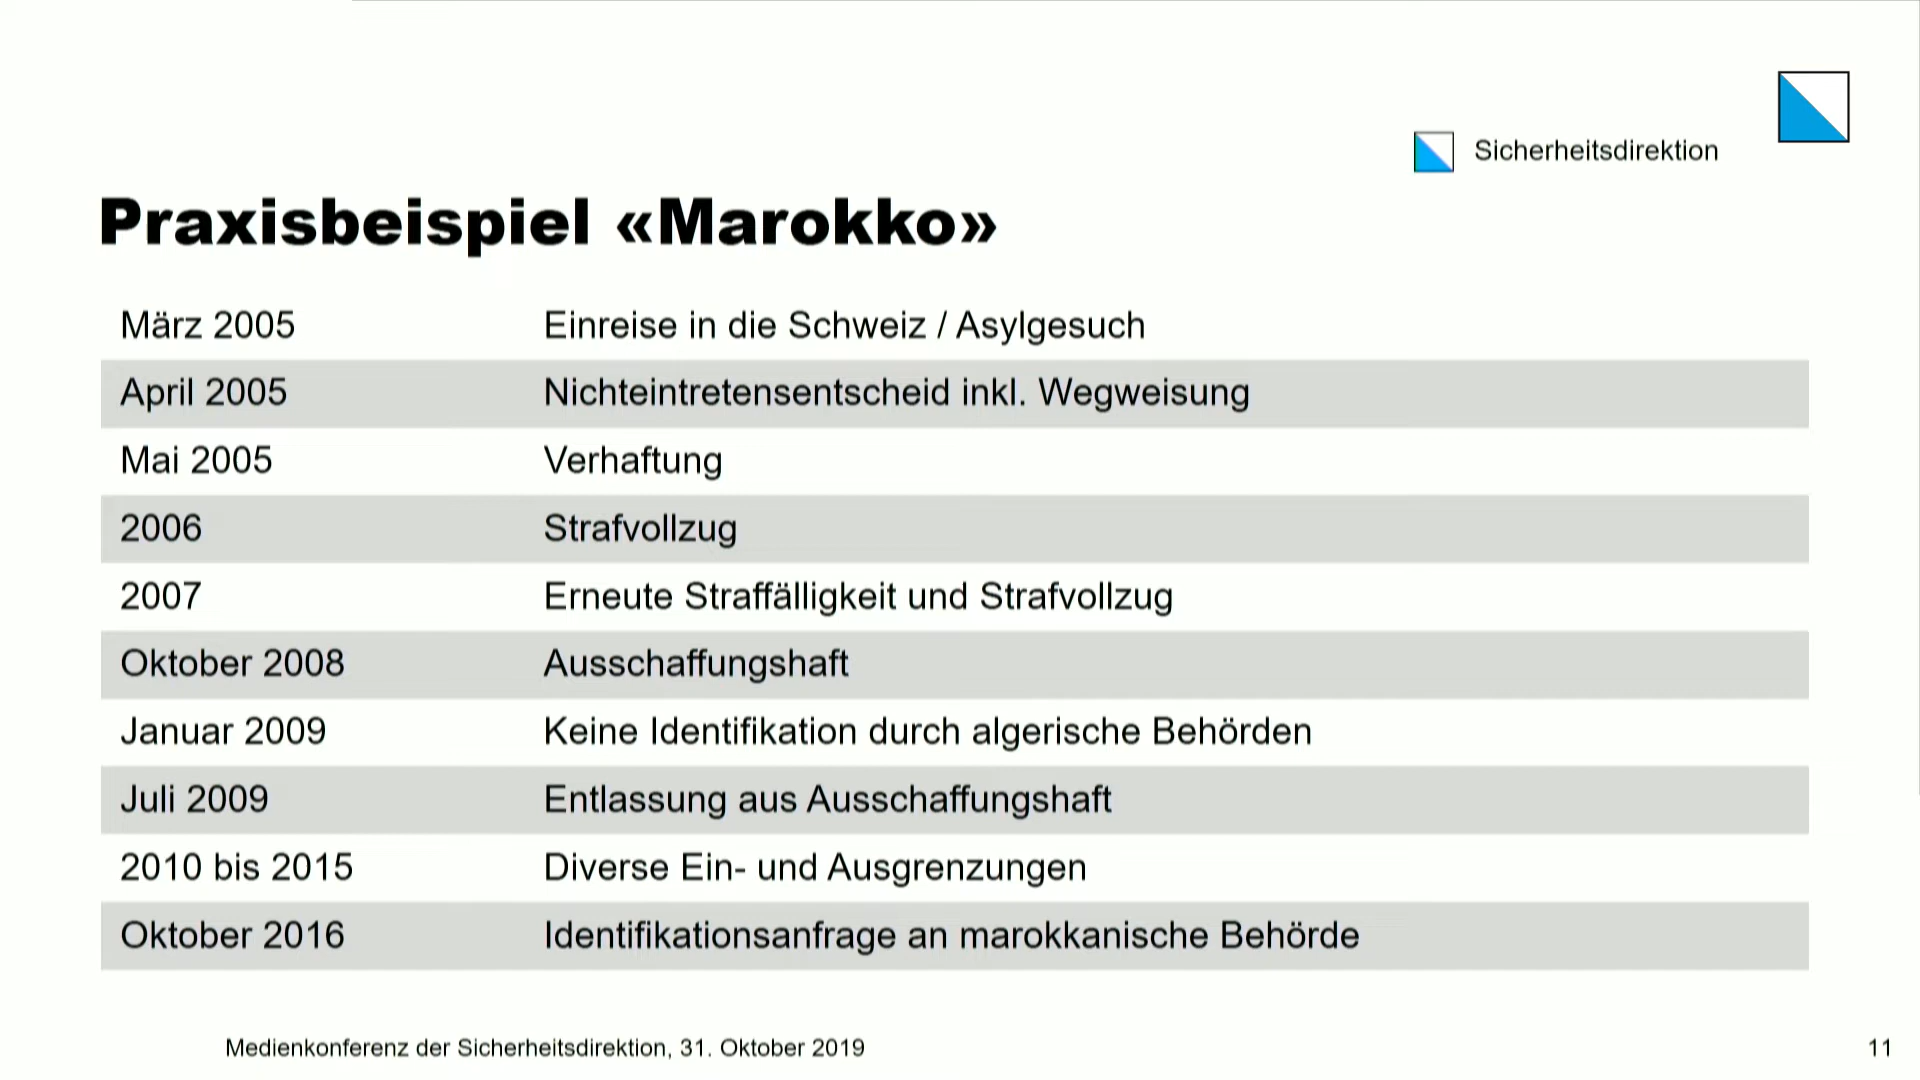 Sicherheitsdirektion
Praxisbeispiel «Marokko»
März 2005 Einreise in die Schweiz / Asylgesuch
April 2005 Nichteintretensentscheid inkl. Wegweisung
Mai 2005 Verhaftung
2006 Strafvollzug
2007 Erneute Straffälligkeit und Strafvollzug
Oktober 2008 Ausschaffungshaft
Januar 2009 Keine Identifikation durch algerische Behörden
Juli 2009 Entlassung aus Ausschaffungshaft
2010 bis 2015 Diverse Ein- und Ausgrenzungen
Oktober 2016 Identifikationsanfrage an marokkanische Behörde
Medienkonferenz der Sicherheitsdirektion, 31. Oktober 2019 11